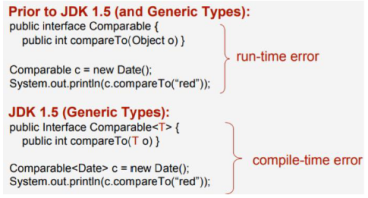 Prior to JDK 1.5 (and Generic Types):
public interface Comparable {
public int compareTo(Object o) }
run-time error
Comparable c = new Date();
System.out.println(c.compareTo(“red”));
JDK 1.5 (Generic Types):
public Interface Comparable<T> {
public int compareTo(T o) }
compile-time error
Comparable<Date> c = new Date();
System.out.println(c.compareTo(“red”));